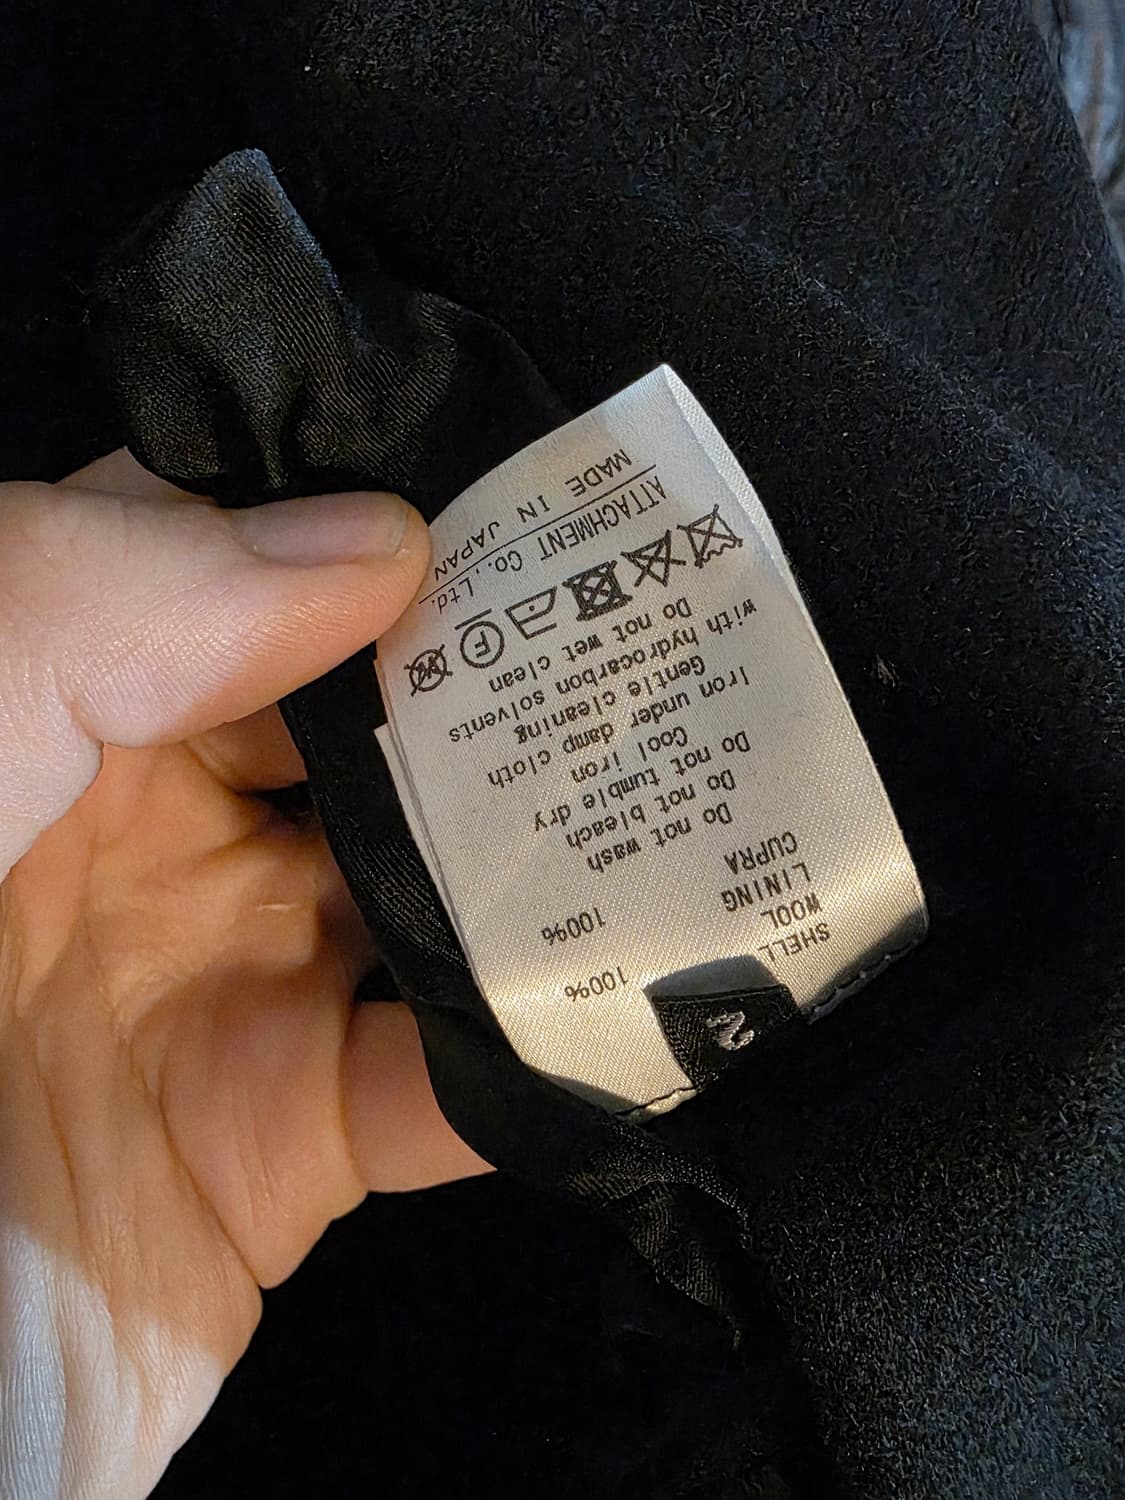 2
SHELL
WOOL 100%
LINING
CUPRA 100%
Do not wash
Do not bleach
Do not tumble dry
Cool iron
Iron under damp cloth
Gentle cleaning
with hydrocarbon solvents
Do not wet clean
F W
ATTACHMENT Co., Ltd.
MADE IN JAPAN